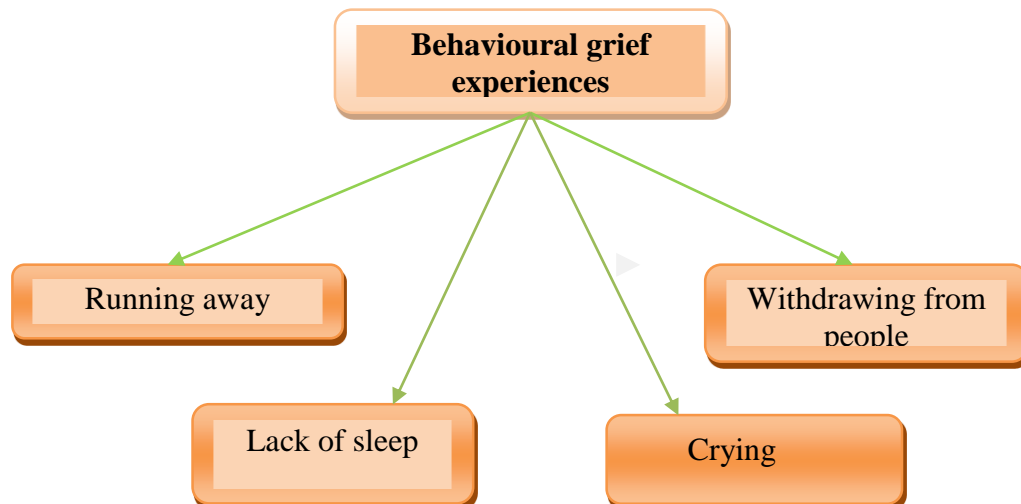 Behavioural grief
experiences
Running away
Withdrawing from
people
Lack of sleep
Crying